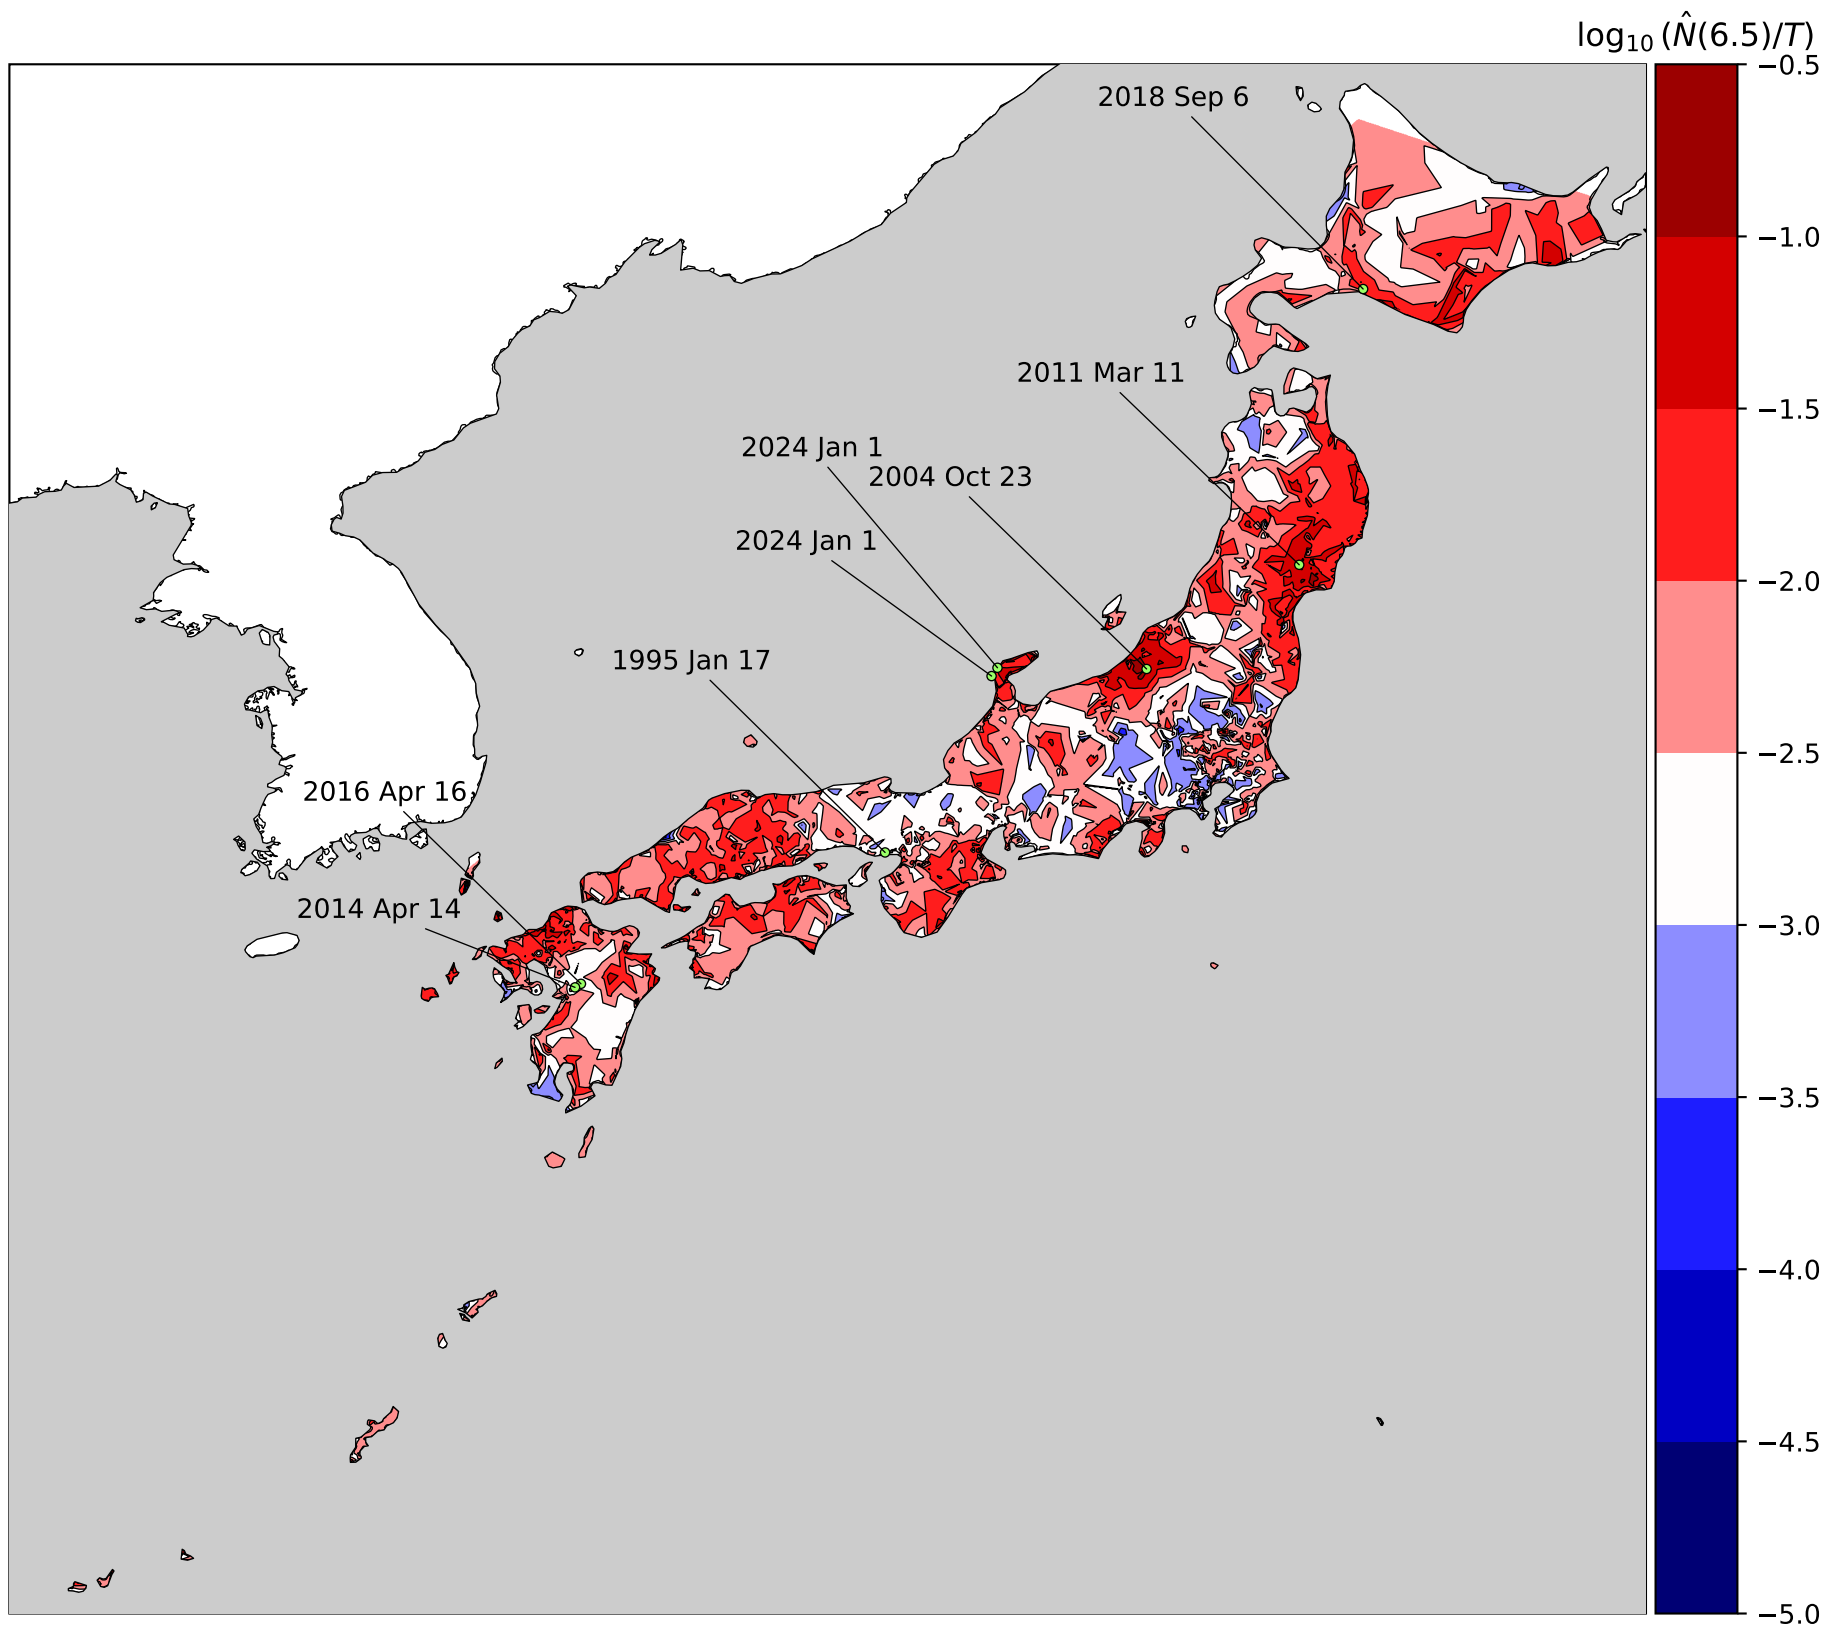 log₁₀(N̂(6.5)/T)
2018 Sep 6
2011 Mar 11
2024 Jan 1
2004 Oct 23
2024 Jan 1
1995 Jan 17
2016 Apr 16
2014 Apr 14
−0.5
−1.0
−1.5
−2.0
−2.5
−3.0
−3.5
−4.0
−4.5
−5.0